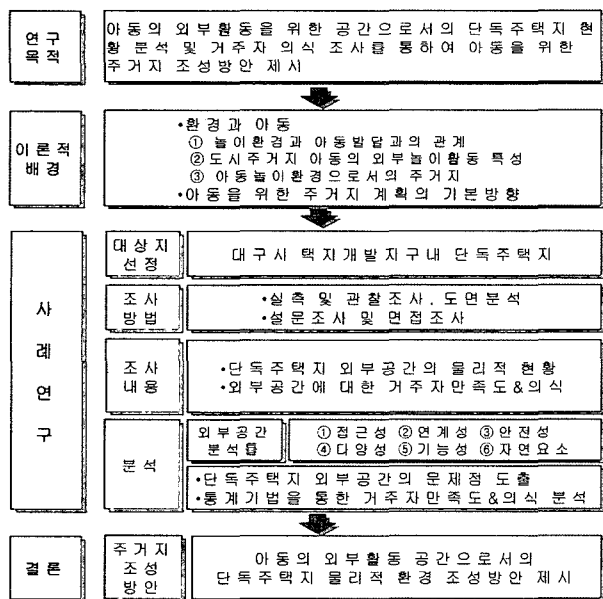 연구
목적
아동의 외부활동을 위한 공간으로서의 단독주택지 현
황 분석 및 거주자 의식 조사를 통하여 아동을 위한
주거지 조성방안 제시
이론적
배경
•환경과 아동
① 놀이환경과 아동발달과의 관계
②도시주거지 아동의 외부놀이활동 특성
③ 아동놀이환경으로서의 주거지
•아동을 위한 주거지 계획의 기본방향
사
례
연
구
대상지
선정
대구시 택지개발지구내 단독주택지
조사
방법
•실측 및 관찰조사, 도면분석
•설문조사 및 면접조사
조사
내용
•단독주택지 외부공간의 물리적 현황
•외부공간에 대한 거주자만족도&의식
분석
외부공간
분석틀
①접근성 ②연계성 ③안전성
④다양성 ⑤기능성 ⑥자연요소
•단독주택지 외부공간의 문제점 도출
•통계기법을 통한 거주자만족도&의식 분석
결론
주거지
조성
방안
아동의 외부활동 공간으로서의
단독주택지 물리적 환경 조성방안 제시